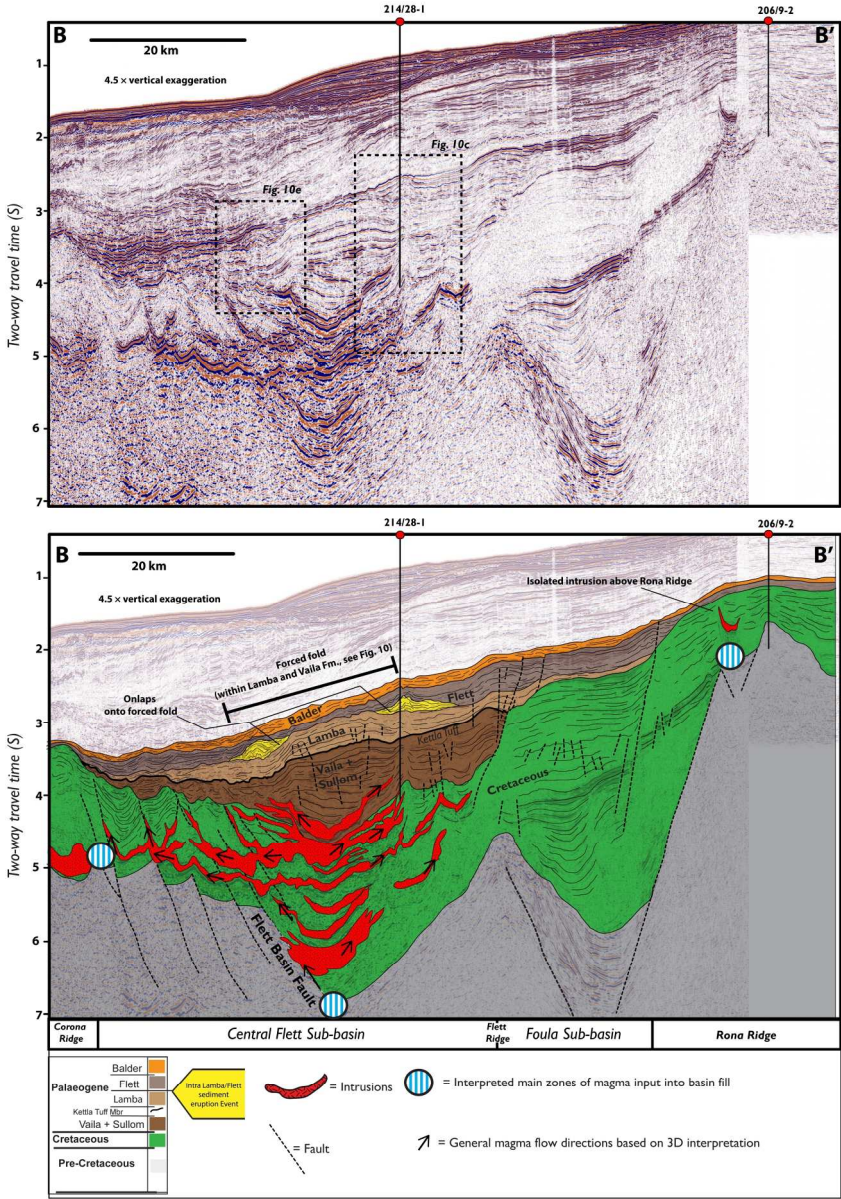 214/28-1
206/9-2
B
B'
20 km
4.5 × vertical exaggeration
1
2
3
4
5
6
7
Two-way travel time (S)
Fig. 10c
Fig. 10e
214/28-1
206/9-2
B
B'
20 km
4.5 × vertical exaggeration
Isolated intrusion above Rona Ridge
1
2
3
4
5
6
7
Two-way travel time (S)
Forced fold
(within Lamba and Vaila Fm., see Fig. 10)
Onlaps
onto forced fold
Balder
Flett
Lamba
Kettla Tuff
Vaila +
Sullom
Cretaceous
Flett Basin Fault
Corona
Ridge
Central Flett Sub-basin
Flett
Ridge
Foula Sub-basin
Rona Ridge
Balder
Palaeogene
Flett
Lamba
Kettla Tuff Mbr
Vaila + Sullom
Cretaceous
Pre-Cretaceous
Intra Lamba/Flett
sediment
eruption Event
= Intrusions
= Interpreted main zones of magma input into basin fill
= Fault
= General magma flow directions based on 3D interpretation